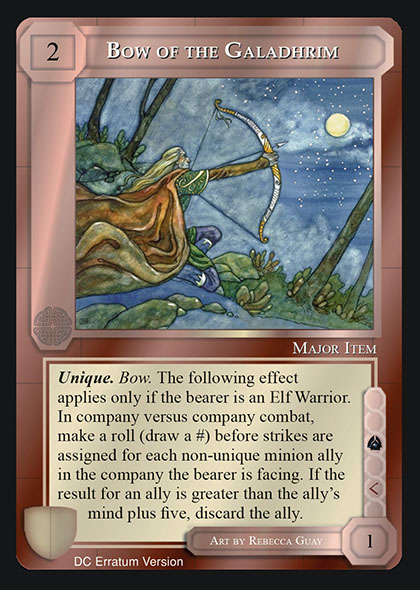 2
Bow of the Galadhrim
Major Item
Unique. Bow. The following effect
applies only if the bearer is an Elf Warrior.
In company versus company combat,
make a roll (draw a #) before strikes are
assigned for each non-unique minion ally
in the company the bearer is facing. If the
result for an ally is greater than the ally’s
mind plus five, discard the ally.
Art by Rebecca Guay
1
DC Erratum Version